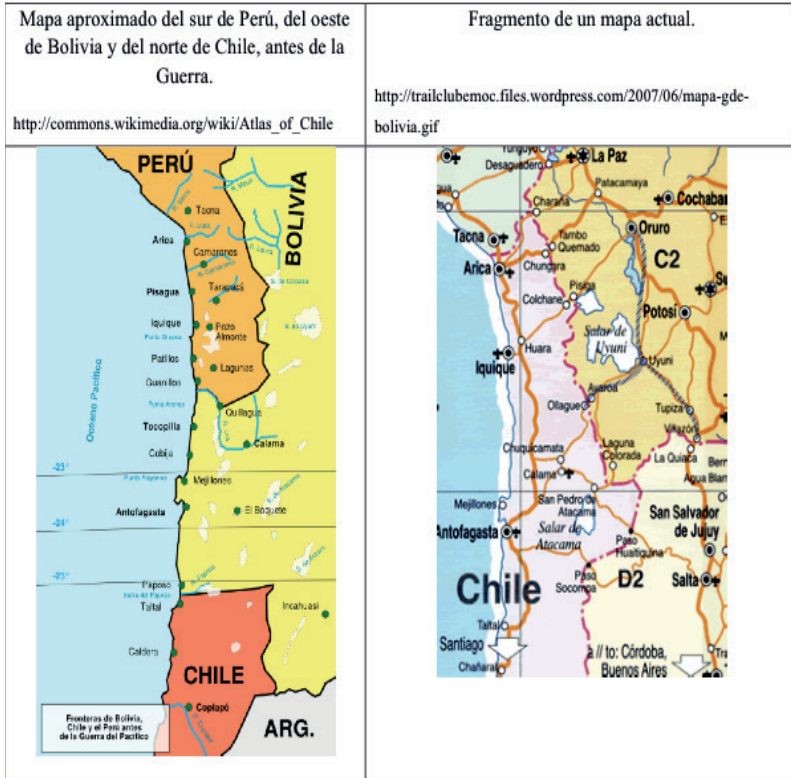 Mapa aproximado del sur de Perú, del oeste
de Bolivia y del norte de Chile, antes de la
Guerra.
http://commons.wikimedia.org/wiki/Atlas_of_Chile
Fragmento de un mapa actual.
http://trailclubemoc.files.wordpress.com/2007/06/mapa-gde-
bolivia.gif
PERÚ
BOLIVIA
Tacna
Arica
Camarones
Pisagua
Tarapacá
Iquique
Pozo
Almonte
Patillos
Lagunas
Guanillos
Quillagua
Océano Pacífico
Tocopilla
Calama
Cobija
-23°
Mejillones
Antofagasta
El Boquete
-24°
-25°
Paposo
Taltal
Incahuasi
Caldera
CHILE
Copiapó
Fronteras de Bolivia,
Chile y el Perú antes
de la Guerra del Pacífico
ARG.
Desaguadero
La Paz
Patacamaya
Charaña
Cochabam
Tacna
Tambo
Quemado
Oruro
C2
Arica
Chungara
Colchane
Pisiga
Potosí
Salar de
Uyuni
Huara
Iquique
Uyuni
Avaroa
Ollague
Tupiza
Villazón
Chuquicamata
Laguna
Colorada
La Quiaca
Calama
Agua Blan
Mejillones
San Pedro de
Atacama
San Salvador
de Jujuy
Antofagasta
Salar de
Atacama
Paso
Huaitiquina
Chile
Paso
Socompa
D2
Salta
Taltal
Santiago
a // to: Córdoba,
Buenos Aires
Chañaral